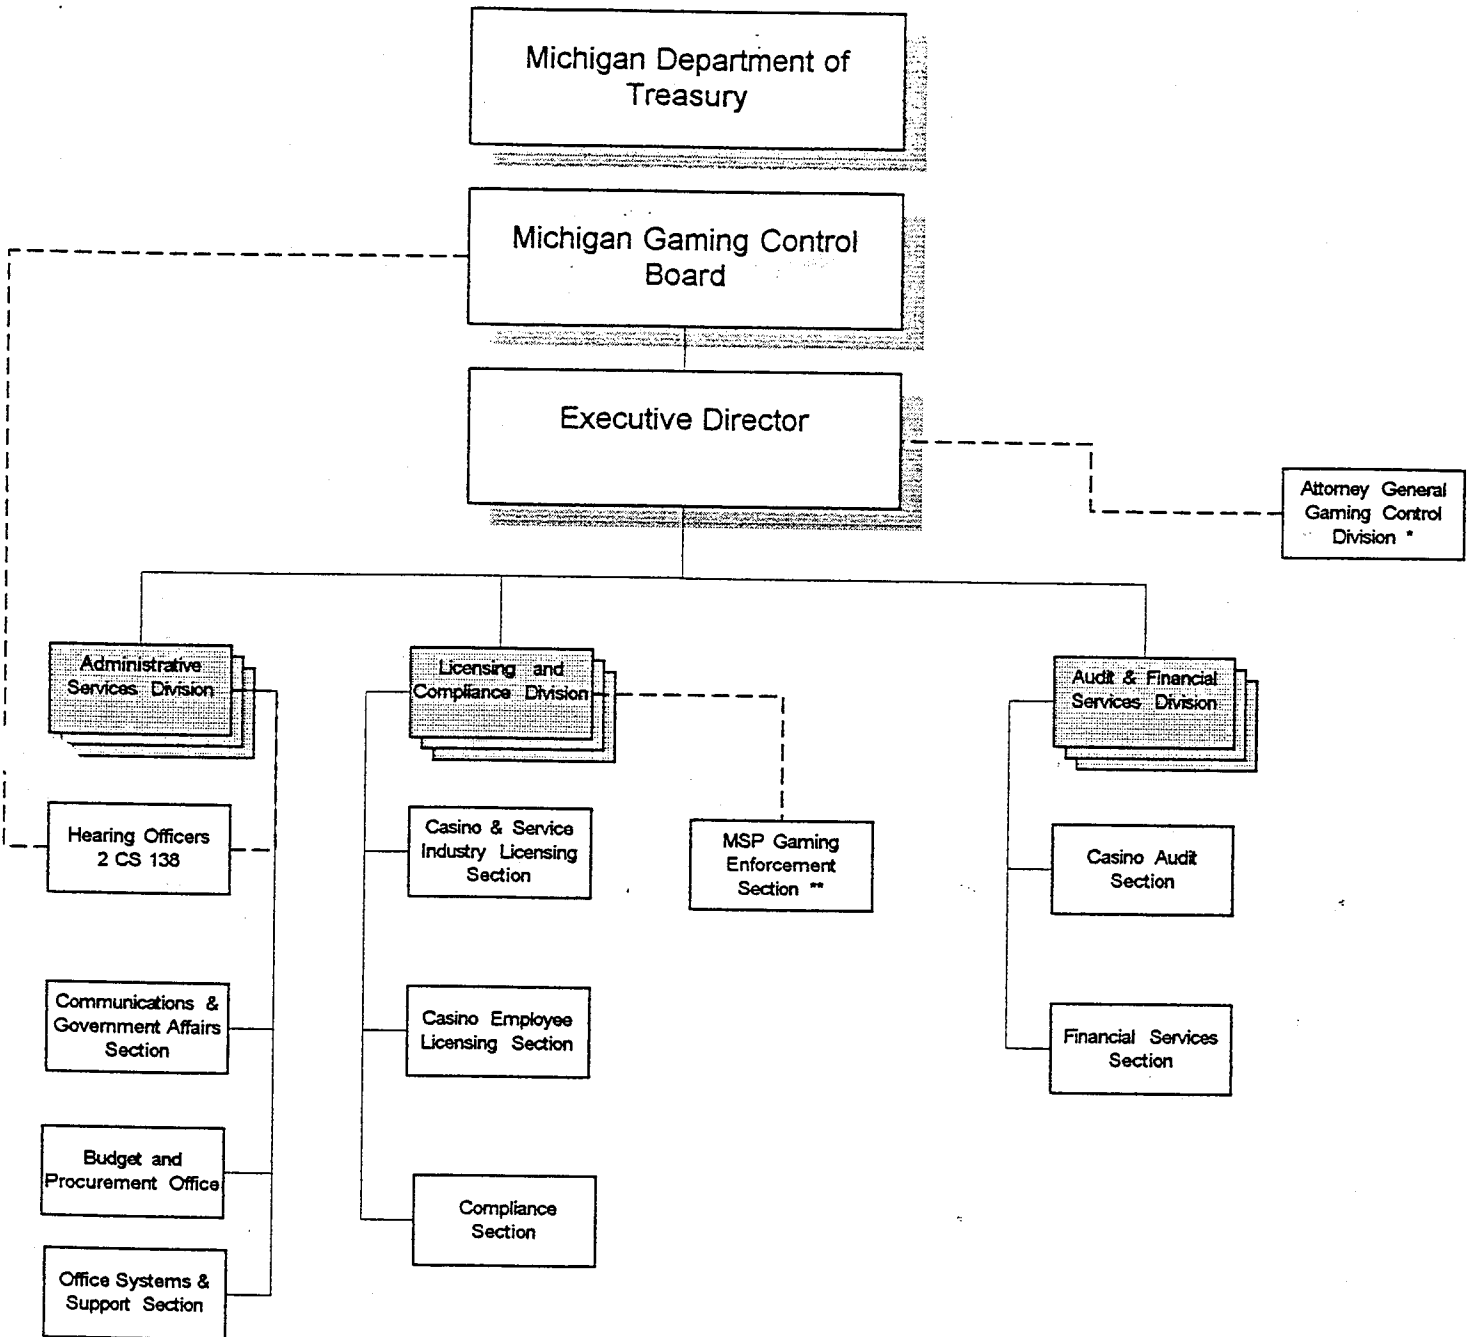 Michigan Department of
Treasury
Michigan Gaming Control
Board
Executive Director
Attorney General
Gaming Control
Division *
Administrative
Services Division
Licensing and
Compliance Division
Audit & Financial
Services Division
Hearing Officers
2 CS 138
Casino & Service
Industry Licensing
Section
MSP Gaming
Enforcement
Section **
Casino Audit
Section
Communications &
Government Affairs
Section
Casino Employee
Licensing Section
Financial Services
Section
Budget and
Procurement Office
Compliance
Section
Office Systems &
Support Section